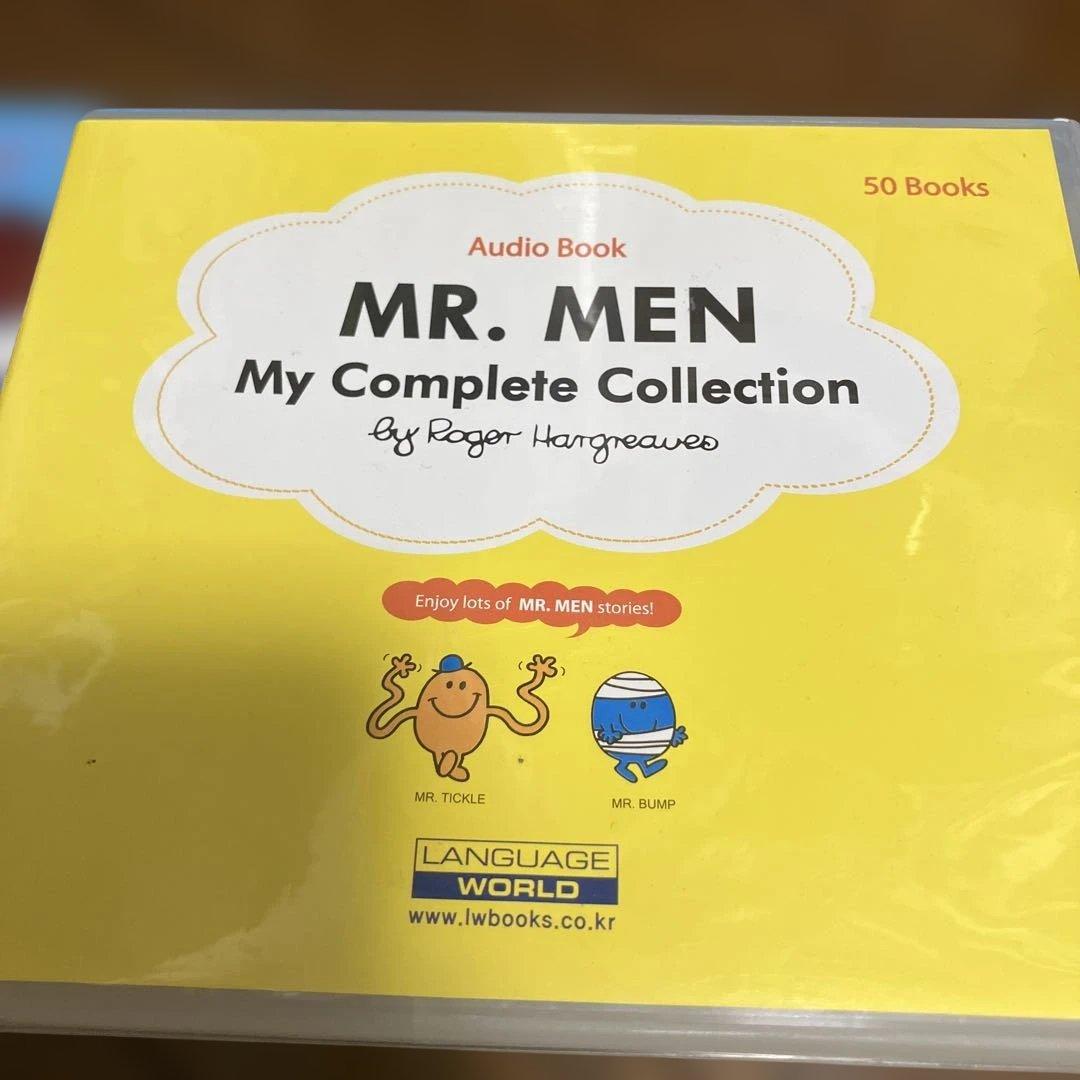 50 Books
Audio Book
MR. MEN
My Complete Collection
by Roger Hargreaves
Enjoy lots of MR. MEN stories!
MR. TICKLE
MR. BUMP
LANGUAGE
WORLD
www.lwbooks.co.kr